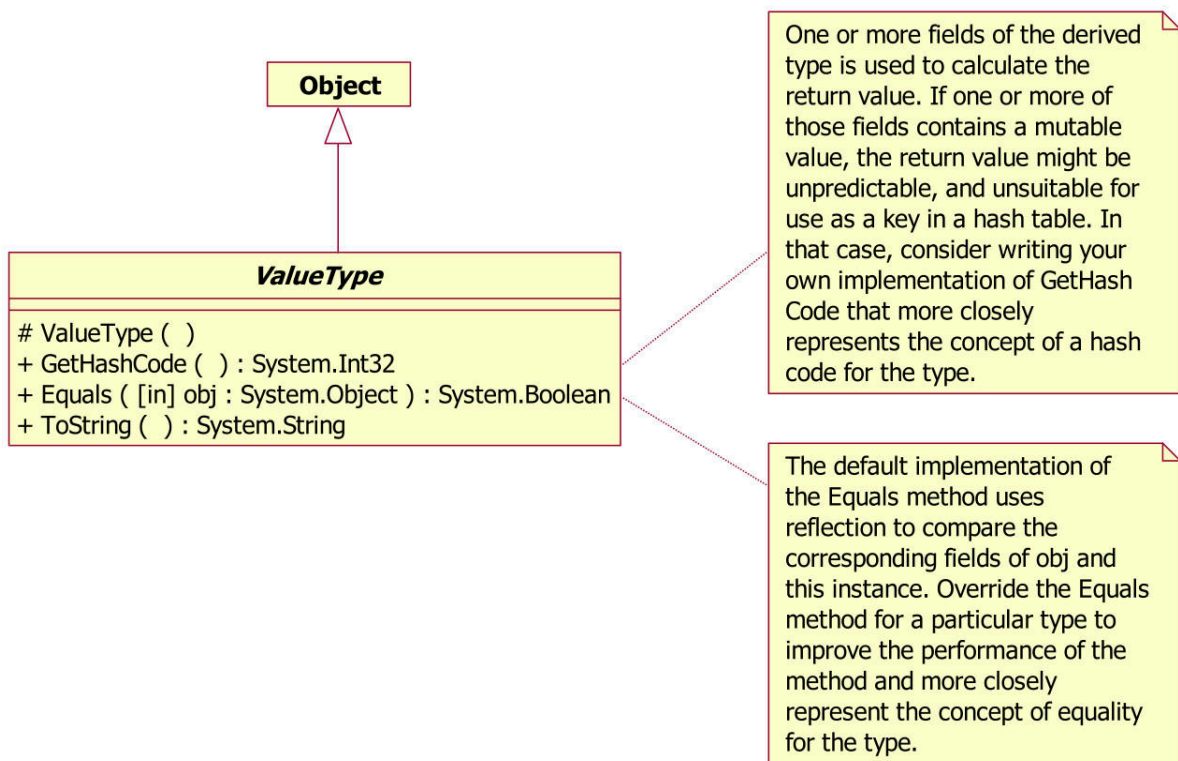 Object
ValueType
# ValueType ( )
+ GetHashCode ( ) : System.Int32
+ Equals ( [in] obj : System.Object ) : System.Boolean
+ ToString ( ) : System.String
One or more fields of the derived
type is used to calculate the
return value. If one or more of
those fields contains a mutable
value, the return value might be
unpredictable, and unsuitable for
use as a key in a hash table. In
that case, consider writing your
own implementation of GetHash
Code that more closely
represents the concept of a hash
code for the type.
The default implementation of
the Equals method uses
reflection to compare the
corresponding fields of obj and
this instance. Override the Equals
method for a particular type to
improve the performance of the
method and more closely
represent the concept of equality
for the type.